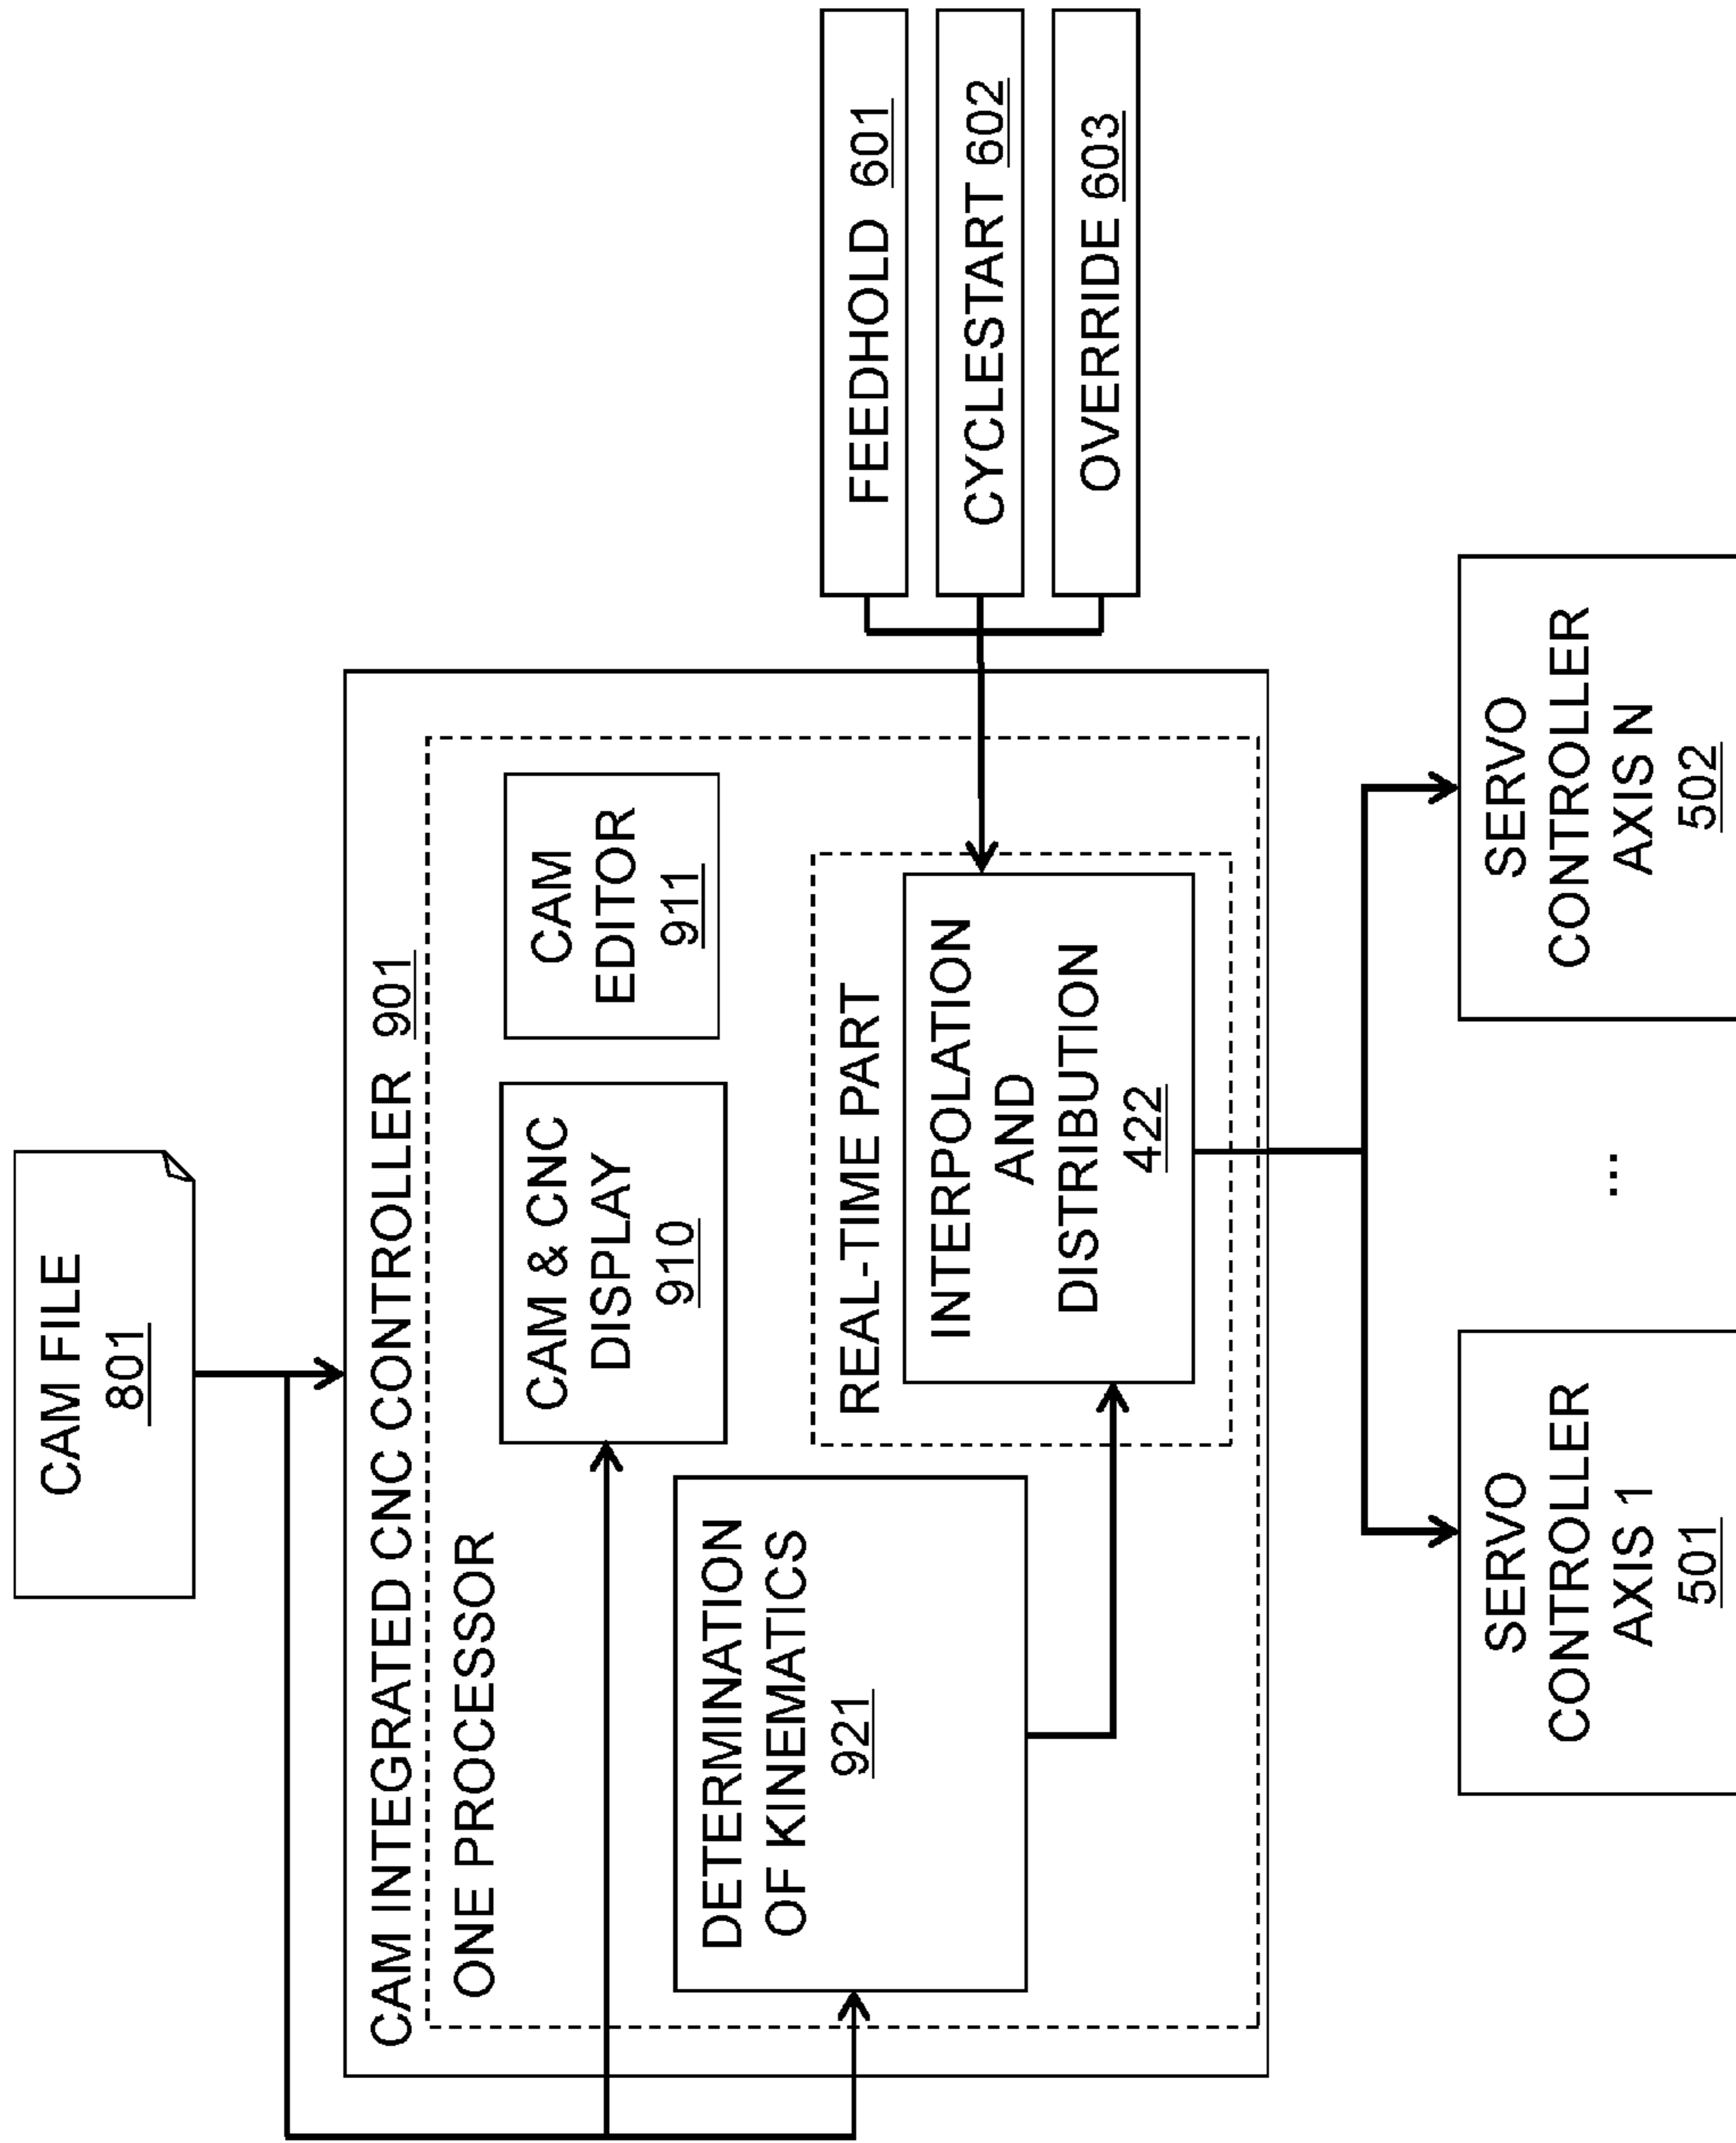 CAM FILE
801
CAM INTEGRATED CNC CONTROLLER 901
ONE PROCESSOR
CAM & CNC
DISPLAY
910
CAM
EDITOR
911
DETERMINATION
OF KINEMATICS
921
REAL-TIME PART
INTERPOLATION
AND
DISTRIBUTION
422
FEEDHOLD 601
CYCLESTART 602
OVERRIDE 603
SERVO
CONTROLLER
AXIS 1
501
...
SERVO
CONTROLLER
AXIS N
502